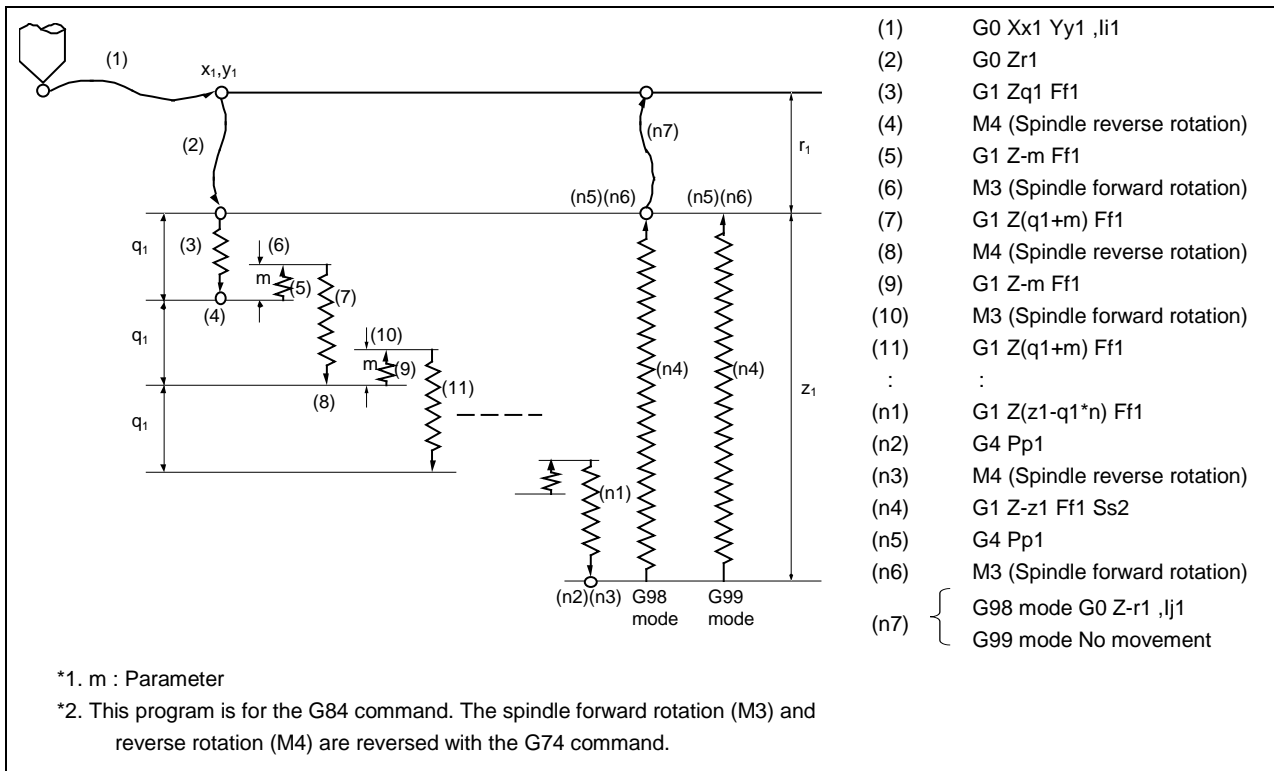 (1)
x1,y1
(2)
(n7)
r1
(n5)(n6)
(n5)(n6)
q1
(3)
(6)
m
(5)
(7)
(4)
q1
(10)
m
(9)
(11)
(8)
q1
(n4)
(n4)
z1
(n1)
(n2)(n3)
G98
mode
G99
mode
(1) G0 Xx1 Yy1 ,Ii1
(2) G0 Zr1
(3) G1 Zq1 Ff1
(4) M4 (Spindle reverse rotation)
(5) G1 Z-m Ff1
(6) M3 (Spindle forward rotation)
(7) G1 Z(q1+m) Ff1
(8) M4 (Spindle reverse rotation)
(9) G1 Z-m Ff1
(10) M3 (Spindle forward rotation)
(11) G1 Z(q1+m) Ff1
: :
(n1) G1 Z(z1-q1*n) Ff1
(n2) G4 Pp1
(n3) M4 (Spindle reverse rotation)
(n4) G1 Z-z1 Ff1 Ss2
(n5) G4 Pp1
(n6) M3 (Spindle forward rotation)
(n7)
G98 mode G0 Z-r1 ,Ij1
G99 mode No movement
*1. m : Parameter
*2. This program is for the G84 command. The spindle forward rotation (M3) and
reverse rotation (M4) are reversed with the G74 command.